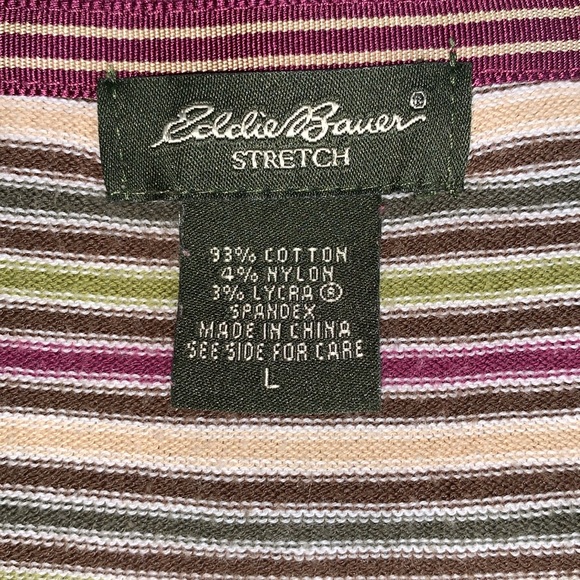 Eddie Bauer®
STRETCH
93% COTTON
4% NYLON
3% LYCRA ®
SPANDEX
MADE IN CHINA
SEE SIDE FOR CARE
L